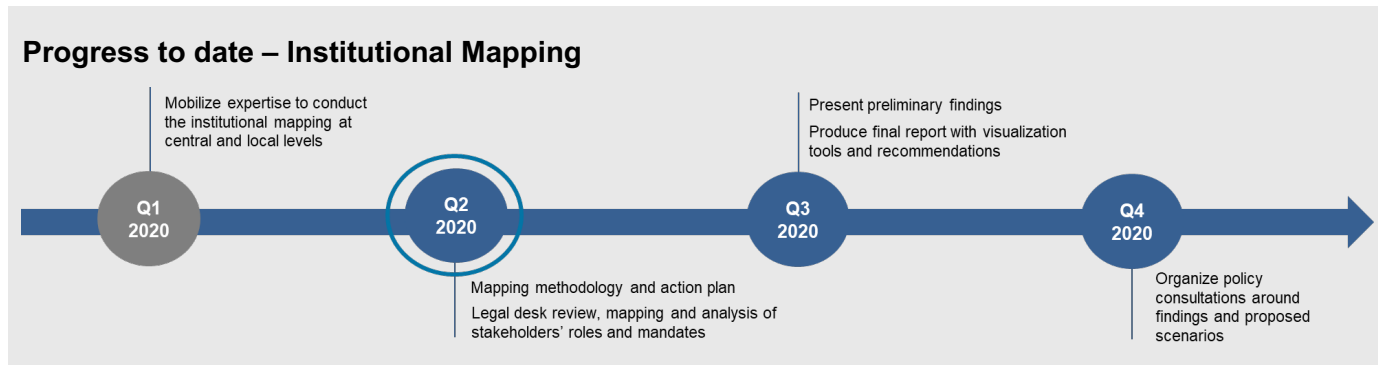 Progress to date – Institutional Mapping
Mobilize expertise to conduct
the institutional mapping at
central and local levels
Q1
2020
Q2
2020
Mapping methodology and action plan
Legal desk review, mapping and analysis of
stakeholders’ roles and mandates
Present preliminary findings
Produce final report with visualization
tools and recommendations
Q3
2020
Q4
2020
Organize policy
consultations around
findings and proposed
scenarios